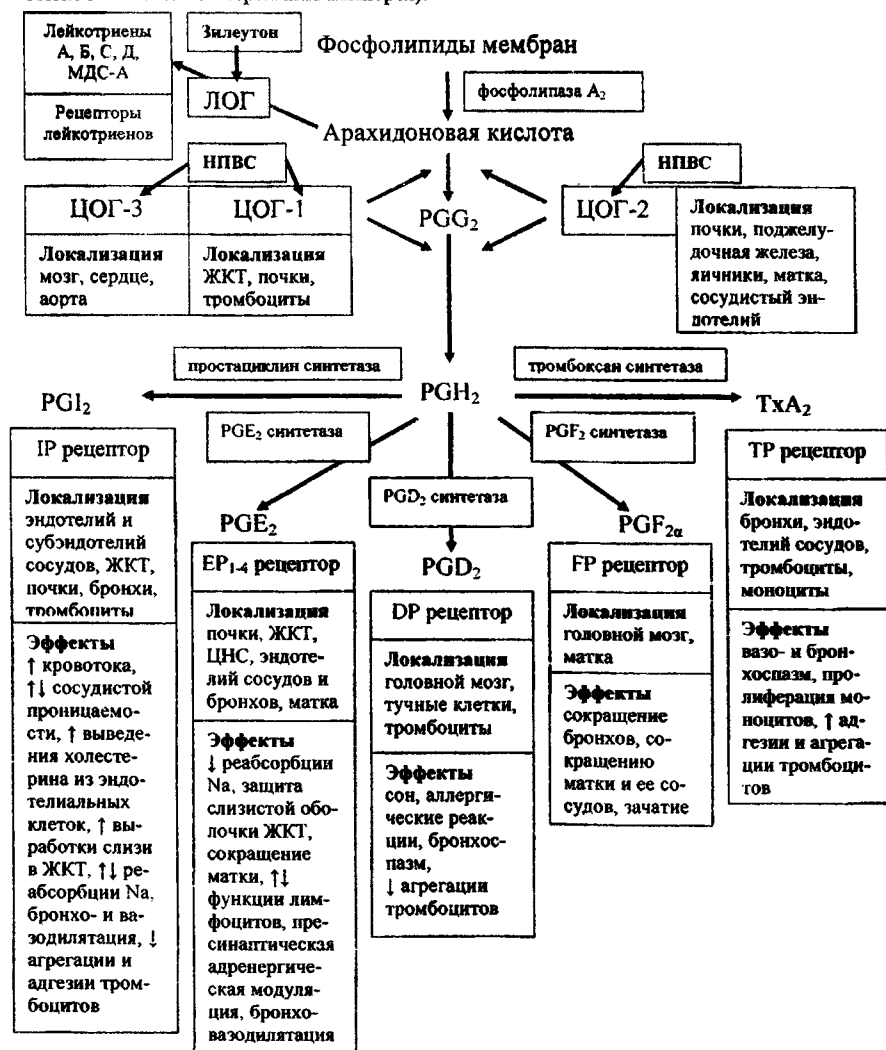 Лейкотриены
А, Б, С, Д,
МДС-А
Рецепторы
лейкотриенов
Зилеутон
ЛОГ
Фосфолипиды мембран
фосфолипаза А₂
Арахидоновая кислота
НПВС
ЦОГ-3
ЦОГ-1
Локализация
мозг, сердце,
аорта
Локализация
ЖКТ, почки,
тромбоциты
PGG₂
НПВС
ЦОГ-2
Локализация
почки, поджелу-
дочная железа,
яичники, матка,
сосудистый эн-
дотелий
простациклин синтетаза
тромбоксан синтетаза
PGI₂
PGH₂
TxA₂
PGE₂ синтетаза
PGF₂ синтетаза
PGD₂ синтетаза
IP рецептор
Локализация
эндотелий и
субэндотелий
сосудов, ЖКТ,
почки, бронхи,
тромбоциты
Эффекты
↑ кровотока,
↑↓ сосудистой
проницаемо-
сти, ↑ выведе-
ния холесте-
рина из эндо-
телиальных
клеток, ↑ вы-
работки слизи
в ЖКТ, ↑↓ ре-
абсорбции Na,
бронхо- и ва-
зодилятация, ↓
агрегации и
адгезии тром-
боцитов
PGE₂
EP₁₋₄ рецептор
Локализация
почки, ЖКТ,
ЦНС, эндоте-
лий сосудов и
бронхов, матка
Эффекты
↓ реабсорбции
Na, защита
слизистой обо-
лочки ЖКТ,
сокращение
матки, ↑↓
функции лим-
фоцитов, пре-
синаптическая
адренергиче-
ская модуля-
ция, бронхо-
вазодилятация
PGD₂
DP рецептор
Локализация
головной мозг,
тучные клетки,
тромбоциты
Эффекты
сон, аллерги-
ческие реак-
ции, бронхос-
пазм,
↓ агрегации
тромбоцитов
PGF₂α
FP рецептор
Локализация
головной мозг,
матка
Эффекты
сокращение
бронхов, со-
кращению
матки и ее со-
судов, зачатие
TP рецептор
Локализация
бронхи, эндо-
телий сосудов,
тромбоциты,
моноциты
Эффекты
вазо- и брон-
хоспазм, про-
лиферация мо-
ноцитов, ↑ ад-
гезии и агрега-
ции тромбоци-
тов